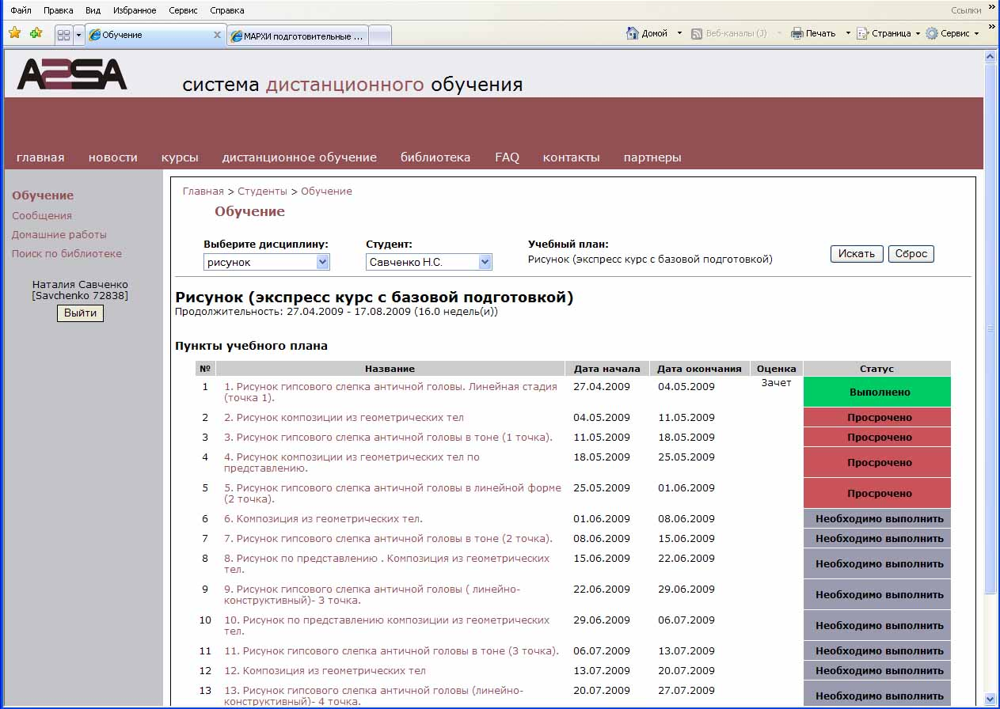 Файл Правка Вид Избранное Сервис Справка Ссылки »
Обучение x МАРХИ подготовительные ... Домой Веб-каналы (J) Печать Страница Сервис »
A2SA
система дистанционного обучения
главная новости курсы дистанционное обучение библиотека FAQ контакты партнеры
Обучение
Сообщения
Домашние работы
Поиск по библиотеке
Наталия Савченко
[Savchenko 72838]
Выйти
Главная > Студенты > Обучение
Обучение
Выберите дисциплину: Студент: Учебный план:
рисунок Савченко Н.С. Рисунок (экспресс курс с базовой подготовкой) Искать Сброс
Рисунок (экспресс курс с базовой подготовкой)
Продолжительность: 27.04.2009 - 17.08.2009 (16.0 недель(и))
Пункты учебного плана
№ Название Дата начала Дата окончания Оценка Статус
1 1. Рисунок гипсового слепка античной головы. Линейная стадия 27.04.2009 04.05.2009 Зачет Выполнено
(точка 1).
2 2. Рисунок композиции из геометрических тел 04.05.2009 11.05.2009 Просрочено
3 3. Рисунок гипсового слепка античной головы в тоне (1 точка). 11.05.2009 18.05.2009 Просрочено
4 4. Рисунок композиции из геометрических тел по 18.05.2009 25.05.2009 Просрочено
представлению.
5 5. Рисунок гипсового слепка античной головы в линейной форме 25.05.2009 01.06.2009 Просрочено
(2 точка).
6 6. Композиция из геометрических тел. 01.06.2009 08.06.2009 Необходимо выполнить
7 7. Рисунок гипсового слепка античной головы в тоне (2 точка). 08.06.2009 15.06.2009 Необходимо выполнить
8 8. Рисунок по представлению . Композиция из геометрических 15.06.2009 22.06.2009 Необходимо выполнить
тел.
9 9. Рисунок гипсового слепка античной головы ( линейно- 22.06.2009 29.06.2009 Необходимо выполнить
конструктивный)- 3 точка.
10 10. Рисунок по представлению композиции из геометрических 29.06.2009 06.07.2009 Необходимо выполнить
тел.
11 11. Рисунок гипсового слепка античной головы в тоне (3 точка). 06.07.2009 13.07.2009 Необходимо выполнить
12 12. Композиция из геометрических тел 13.07.2009 20.07.2009 Необходимо выполнить
13 13. Рисунок гипсового слепка античной головы (линейно- 20.07.2009 27.07.2009 Необходимо выполнить
конструктивный)- 4 точка.